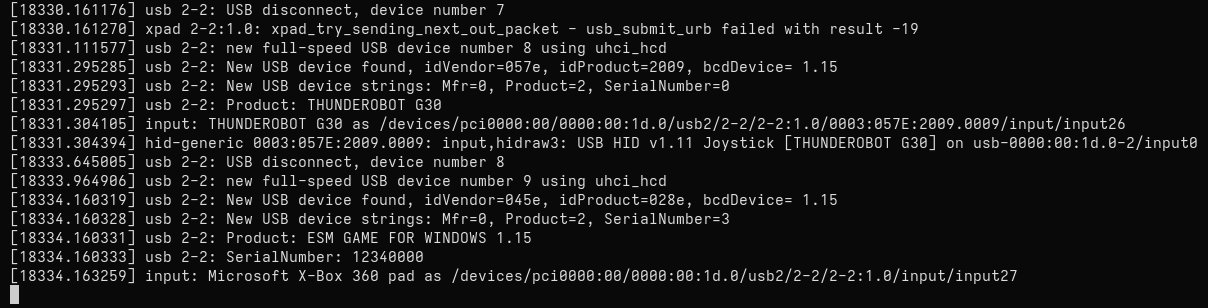 [18330.161176] usb 2-2: USB disconnect, device number 7
[18330.161270] xpad 2-2:1.0: xpad_try_sending_next_out_packet - usb_submit_urb failed with result -19
[18331.111577] usb 2-2: new full-speed USB device number 8 using uhci_hcd
[18331.295285] usb 2-2: New USB device found, idVendor=057e, idProduct=2009, bcdDevice= 1.15
[18331.295293] usb 2-2: New USB device strings: Mfr=0, Product=2, SerialNumber=0
[18331.295297] usb 2-2: Product: THUNDEROBOT G30
[18331.304105] input: THUNDEROBOT G30 as /devices/pci0000:00/0000:00:1d.0/usb2/2-2/2-2:1.0/0003:057E:2009.0009/input/input26
[18331.304394] hid-generic 0003:057E:2009.0009: input,hidraw3: USB HID v1.11 Joystick [THUNDEROBOT G30] on usb-0000:00:1d.0-2/input0
[18333.645005] usb 2-2: USB disconnect, device number 8
[18333.964906] usb 2-2: new full-speed USB device number 9 using uhci_hcd
[18334.160319] usb 2-2: New USB device found, idVendor=045e, idProduct=028e, bcdDevice= 1.15
[18334.160328] usb 2-2: New USB device strings: Mfr=0, Product=2, SerialNumber=3
[18334.160331] usb 2-2: Product: ESM GAME FOR WINDOWS 1.15
[18334.160333] usb 2-2: SerialNumber: 12340000
[18334.163259] input: Microsoft X-Box 360 pad as /devices/pci0000:00/0000:00:1d.0/usb2/2-2/2-2:1.0/input/input27